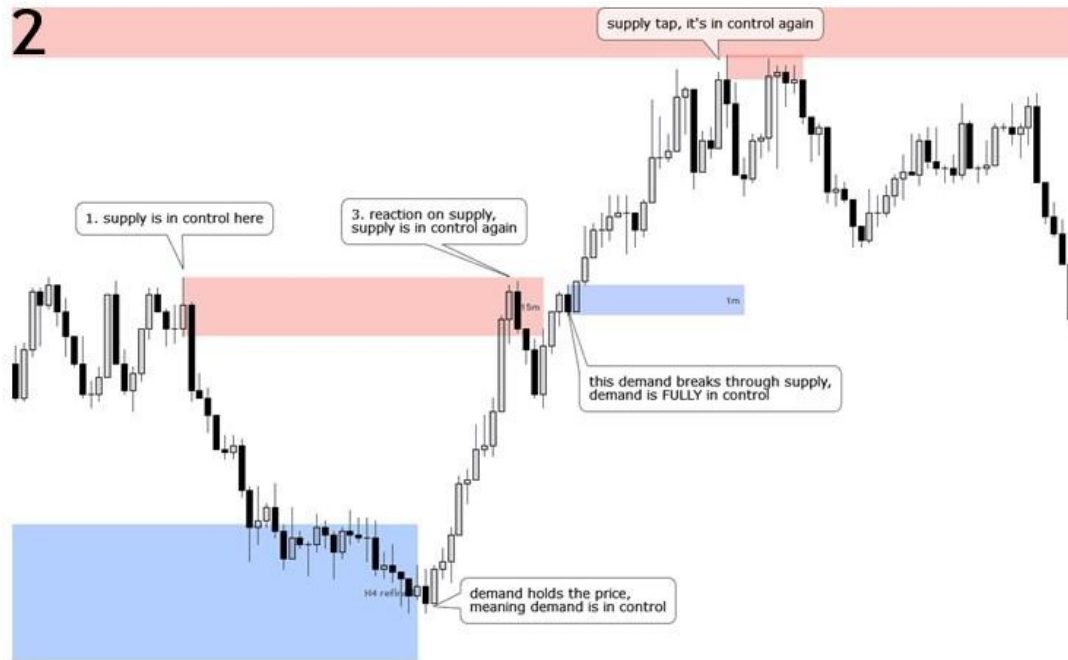 2
supply tap, it's in control again
1. supply is in control here
3. reaction on supply,
supply is in control again
15m
1m
this demand breaks through supply,
demand is FULLY in control
H4
demand holds the price,
meaning demand is in control